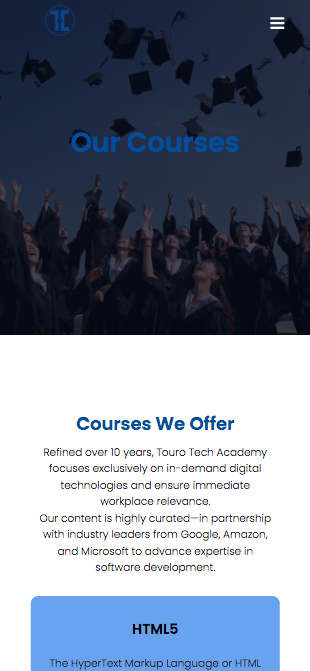 TC
Our Courses
Courses We Offer
Refined over 10 years, Touro Tech Academy
focuses exclusively on in-demand digital
technologies and ensure immediate
workplace relevance.
Our content is highly curated—in partnership
with industry leaders from Google, Amazon,
and Microsoft to advance expertise in
software development.
HTML5
The HyperText Markup Language or HTML